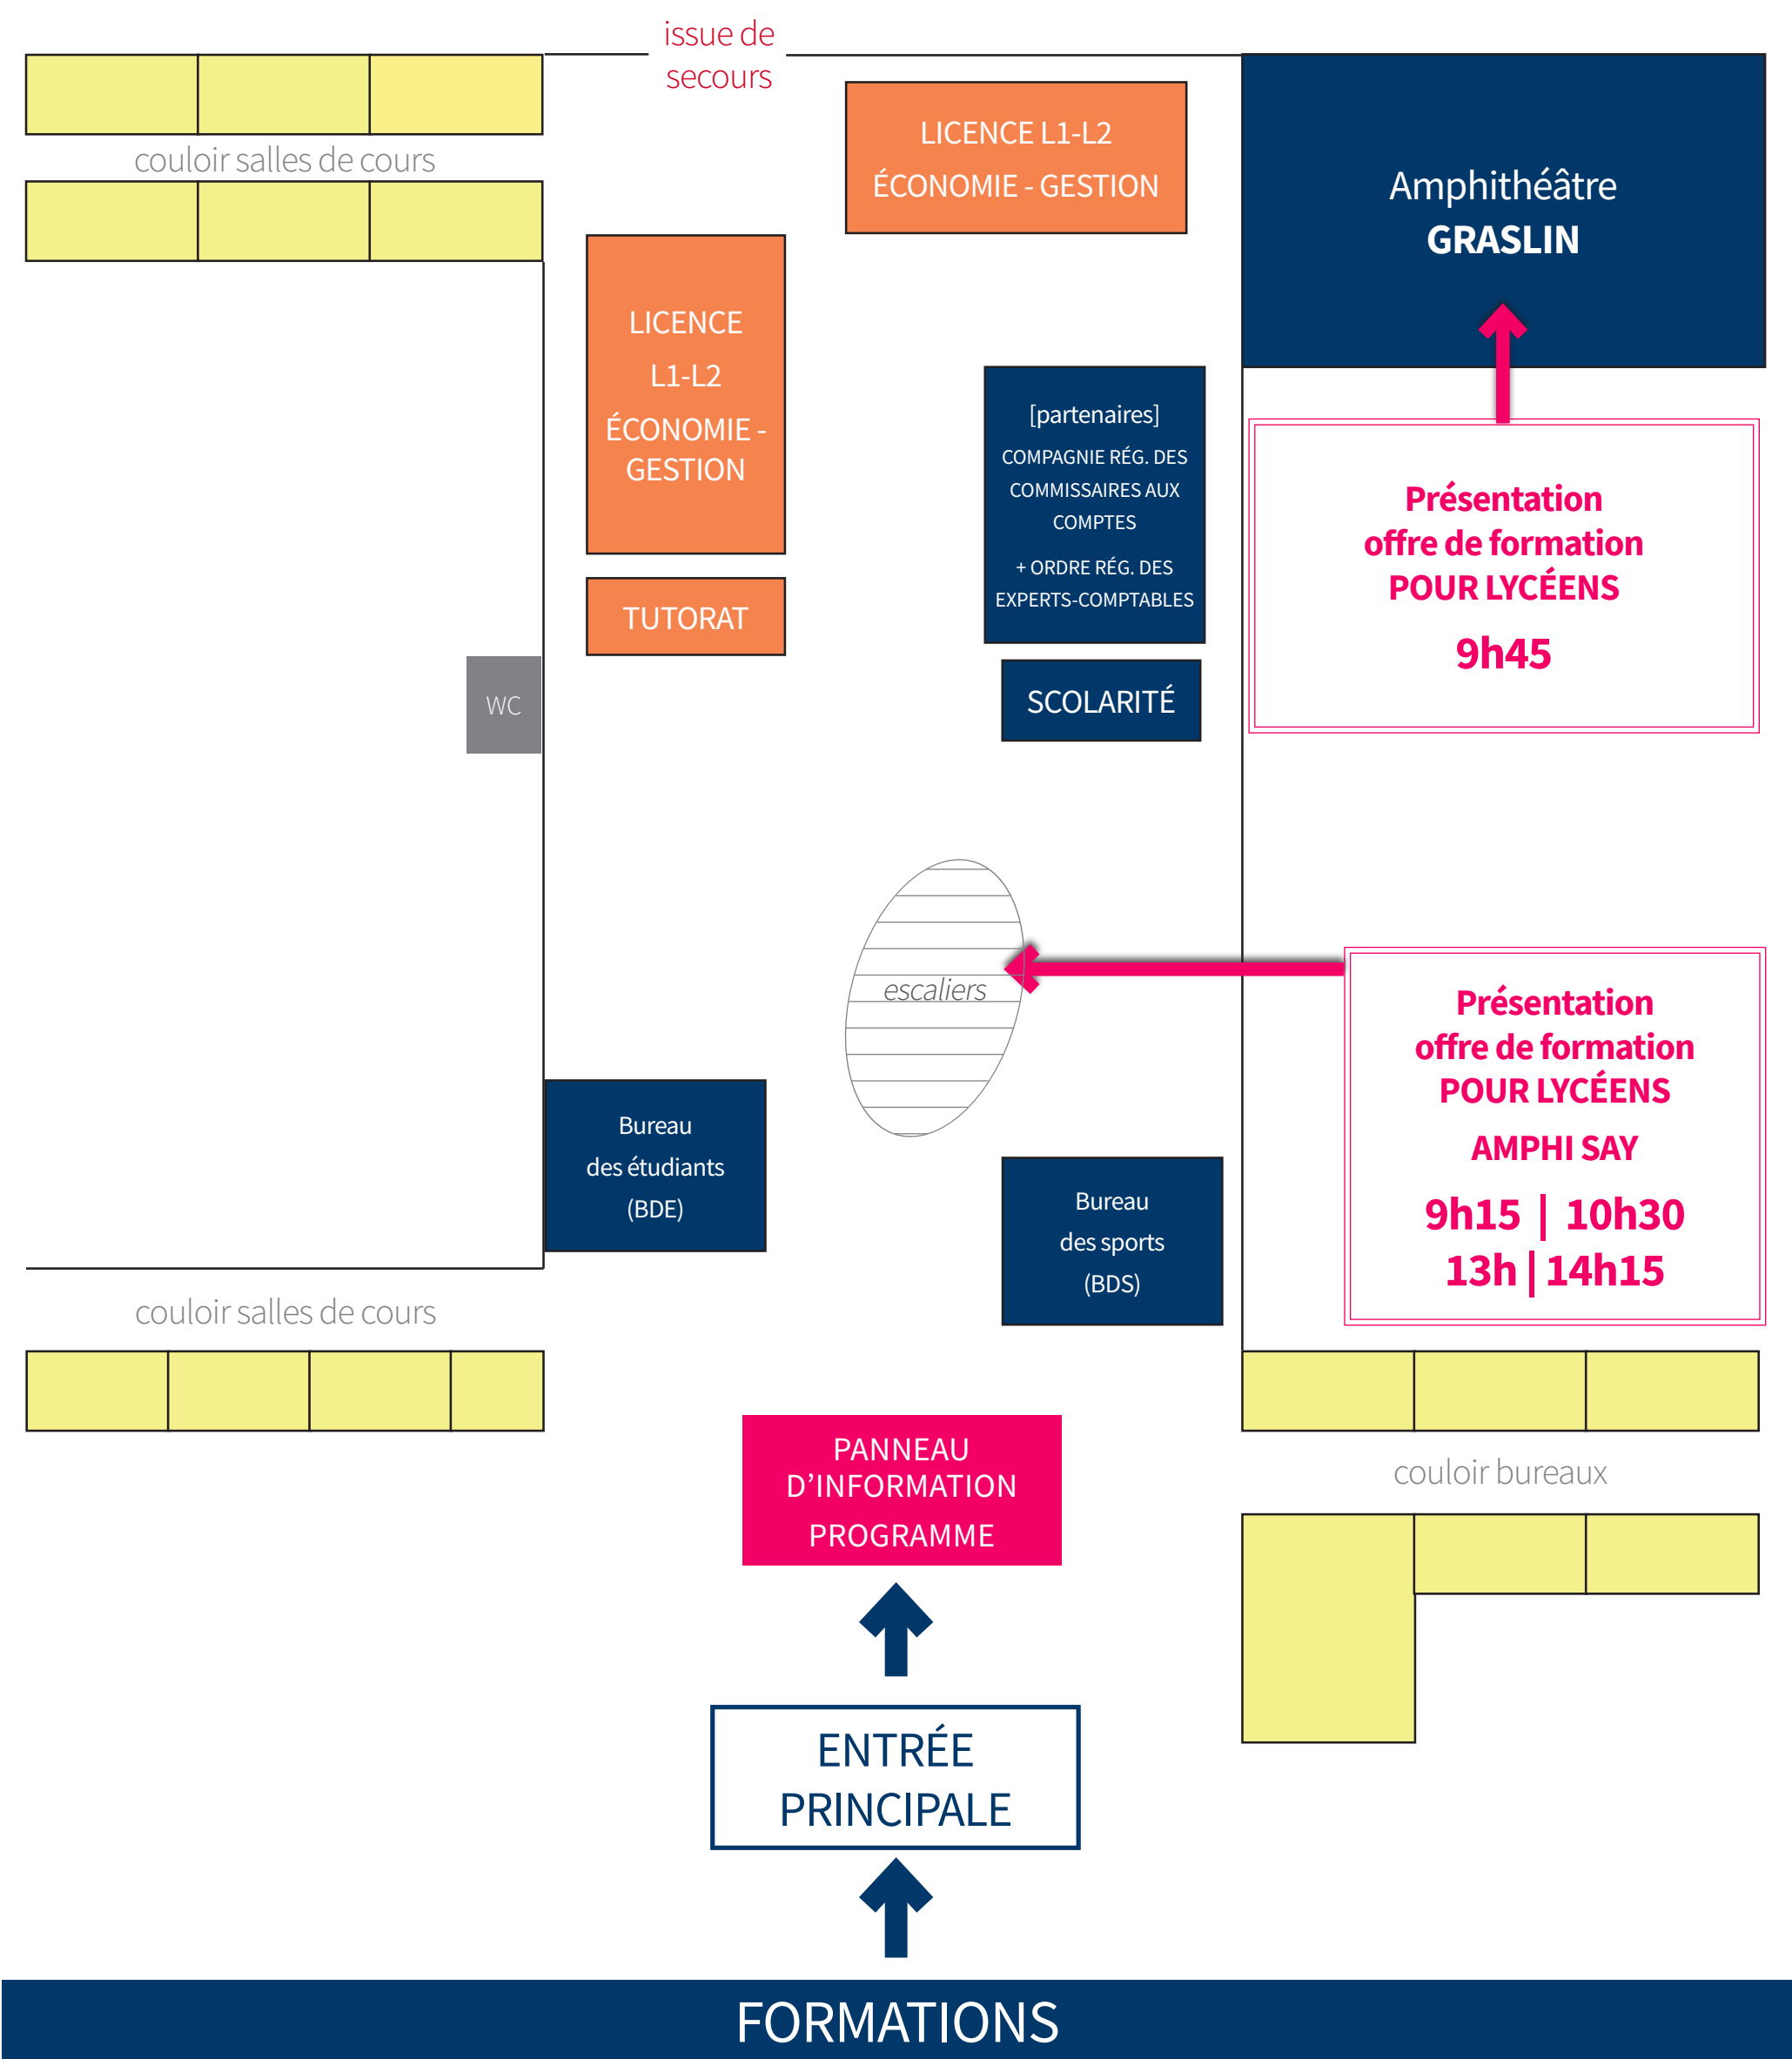 issue de
secours
couloir salles de cours
LICENCE L1-L2
ÉCONOMIE - GESTION
Amphithéâtre
GRASLIN
LICENCE
L1-L2
ÉCONOMIE -
GESTION
TUTORAT
[partenaires]
COMPAGNIE RÉG. DES
COMMISSAIRES AUX
COMPTES
+ ORDRE RÉG. DES
EXPERTS-COMPTABLES
SCOLARITÉ
Présentation
offre de formation
POUR LYCÉENS
9h45
WC
escaliers
Présentation
offre de formation
POUR LYCÉENS
AMPHI SAY
9h15 | 10h30
13h | 14h15
Bureau
des étudiants
(BDE)
Bureau
des sports
(BDS)
couloir salles de cours
PANNEAU
D'INFORMATION
PROGRAMME
couloir bureaux
ENTRÉE
PRINCIPALE
FORMATIONS